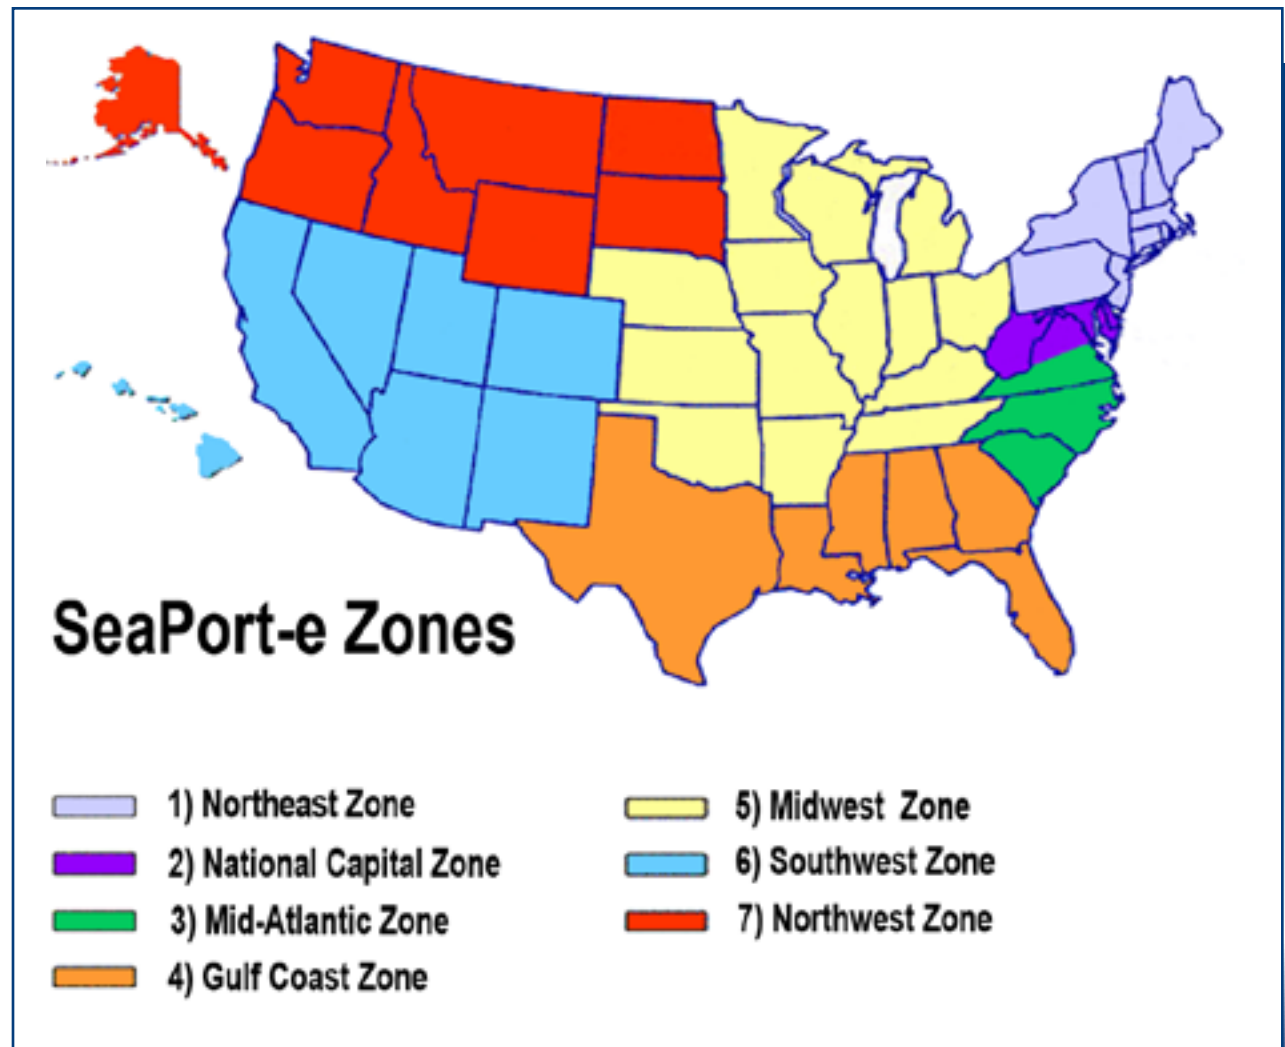 SeaPort-e Zones
1) Northeast Zone
2) National Capital Zone
3) Mid-Atlantic Zone
4) Gulf Coast Zone
5) Midwest Zone
6) Southwest Zone
7) Northwest Zone